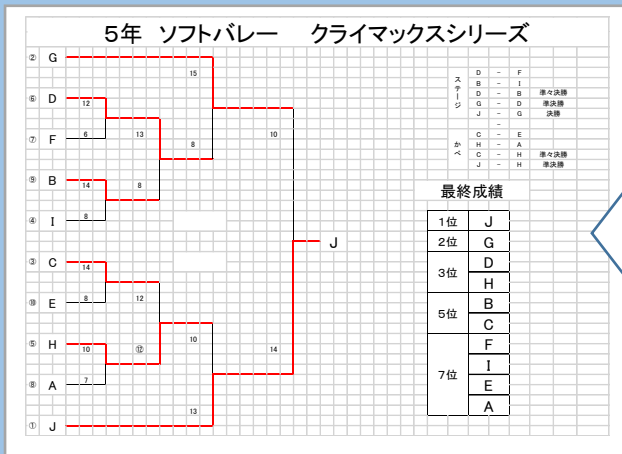 5年 ソフトバレー クライマックスシリーズ
② G
15
⑥ D
12
⑦ F
6
13
8
10
⑨ B
14
8
④ I
8
J
③ C
14
⑩ E
8
12
⑤ H
10
⑫
10
14
⑧ A
7
13
① J
ステージ
D - F
B - I
D - B 準々決勝
G - D 準決勝
J - G 決勝
-
かべ
C - E
H - A
C - H 準々決勝
J - H 準決勝
最終成績
1位 J
2位 G
3位 D
H
5位 B
C
7位 F
I
E
A